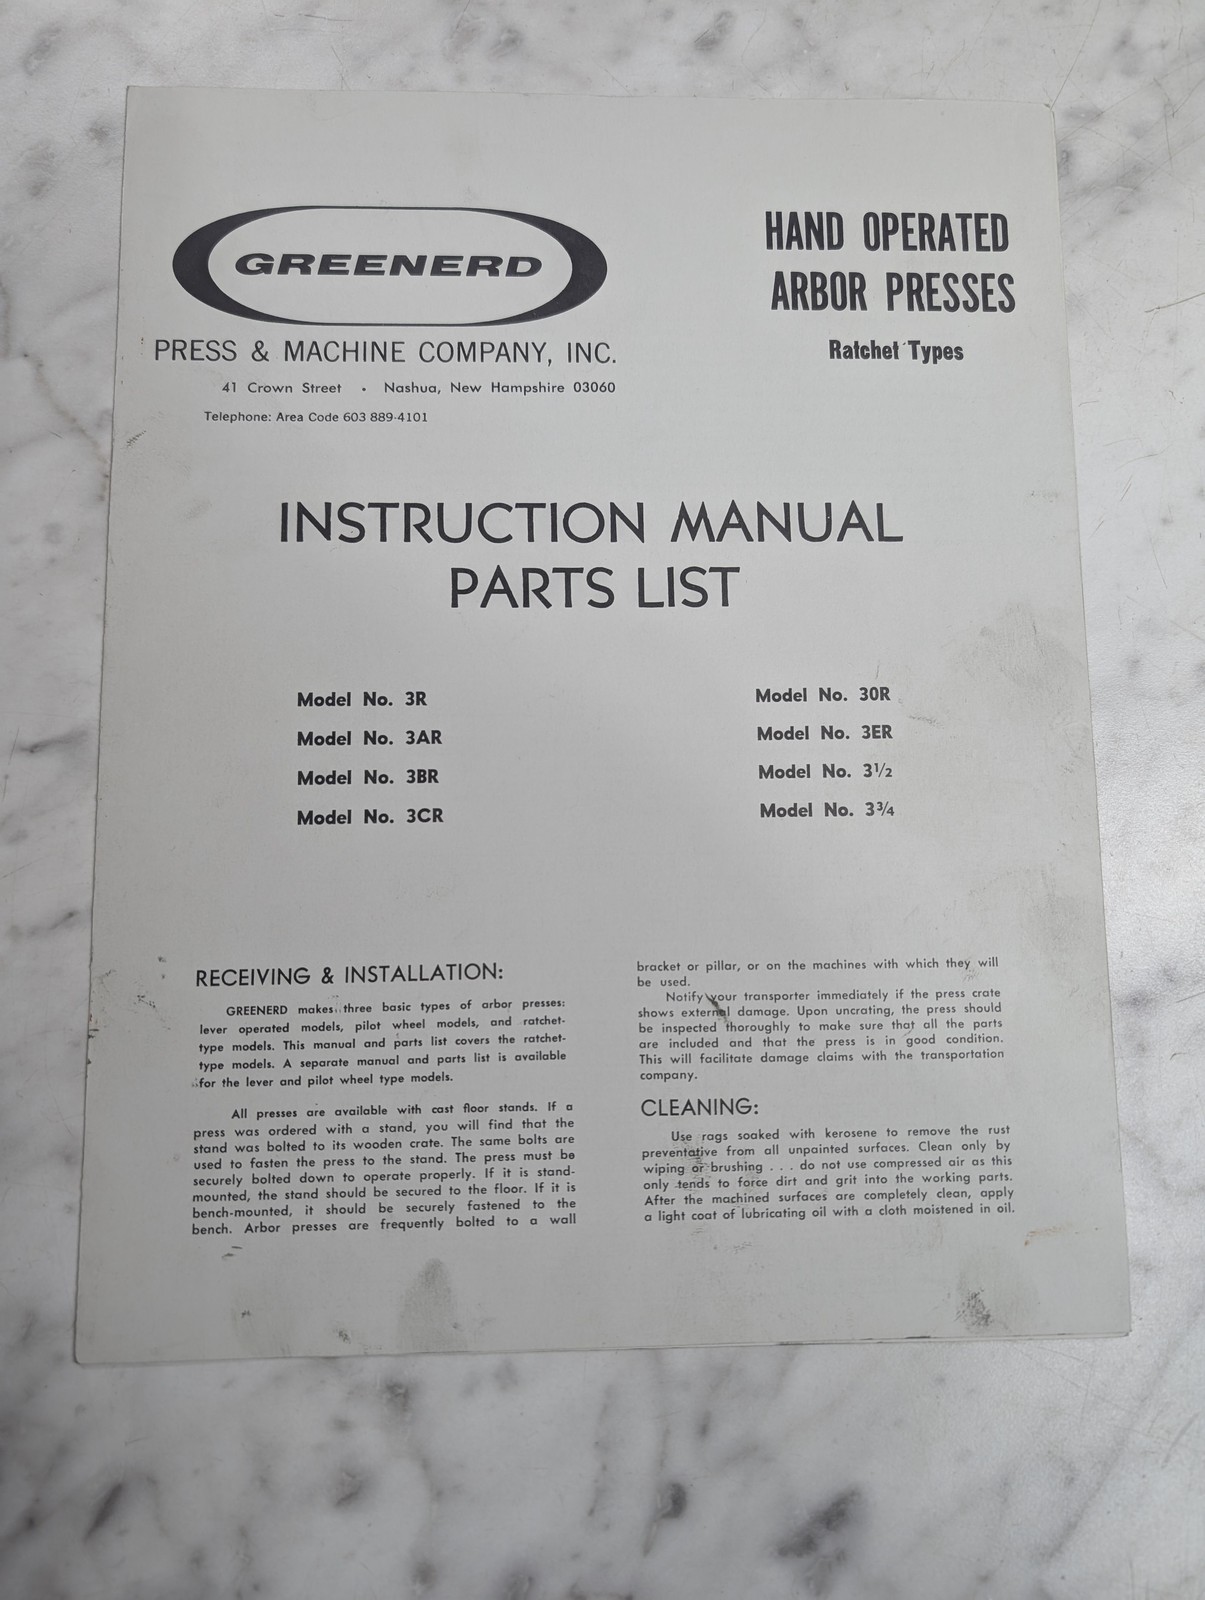 GREENERD
PRESS & MACHINE COMPANY, INC.
41 Crown Street • Nashua, New Hampshire 03060
Telephone: Area Code 603 889-4101
HAND OPERATED
ARBOR PRESSES
Ratchet Types
INSTRUCTION MANUAL
PARTS LIST
Model No. 3R
Model No. 3AR
Model No. 3BR
Model No. 3CR
Model No. 30R
Model No. 3ER
Model No. 3½
Model No. 3¾
RECEIVING & INSTALLATION:
GREENERD makes three basic types of arbor presses:
lever operated models, pilot wheel models, and ratchet-
type models. This manual and parts list covers the ratchet-
type models. A separate manual and parts list is available
for the lever and pilot wheel type models.
All presses are available with cast floor stands. If a
press was ordered with a stand, you will find that the
stand was bolted to its wooden crate. The same bolts are
used to fasten the press to the stand. The press must be
securely bolted down to operate properly. If it is stand-
mounted, the stand should be secured to the floor. If it is
bench-mounted, it should be securely fastened to the
bench. Arbor presses are frequently bolted to a wall
bracket or pillar, or on the machines with which they will
be used.
Notify your transporter immediately if the press crate
shows external damage. Upon uncrating, the press should
be inspected thoroughly to make sure that all the parts
are included and that the press is in good condition.
This will facilitate damage claims with the transportation
company.
CLEANING:
Use rags soaked with kerosene to remove the rust
preventative from all unpainted surfaces. Clean only by
wiping or brushing . . . do not use compressed air as this
only tends to force dirt and grit into the working parts.
After the machined surfaces are completely clean, apply
a light coat of lubricating oil with a cloth moistened in oil.